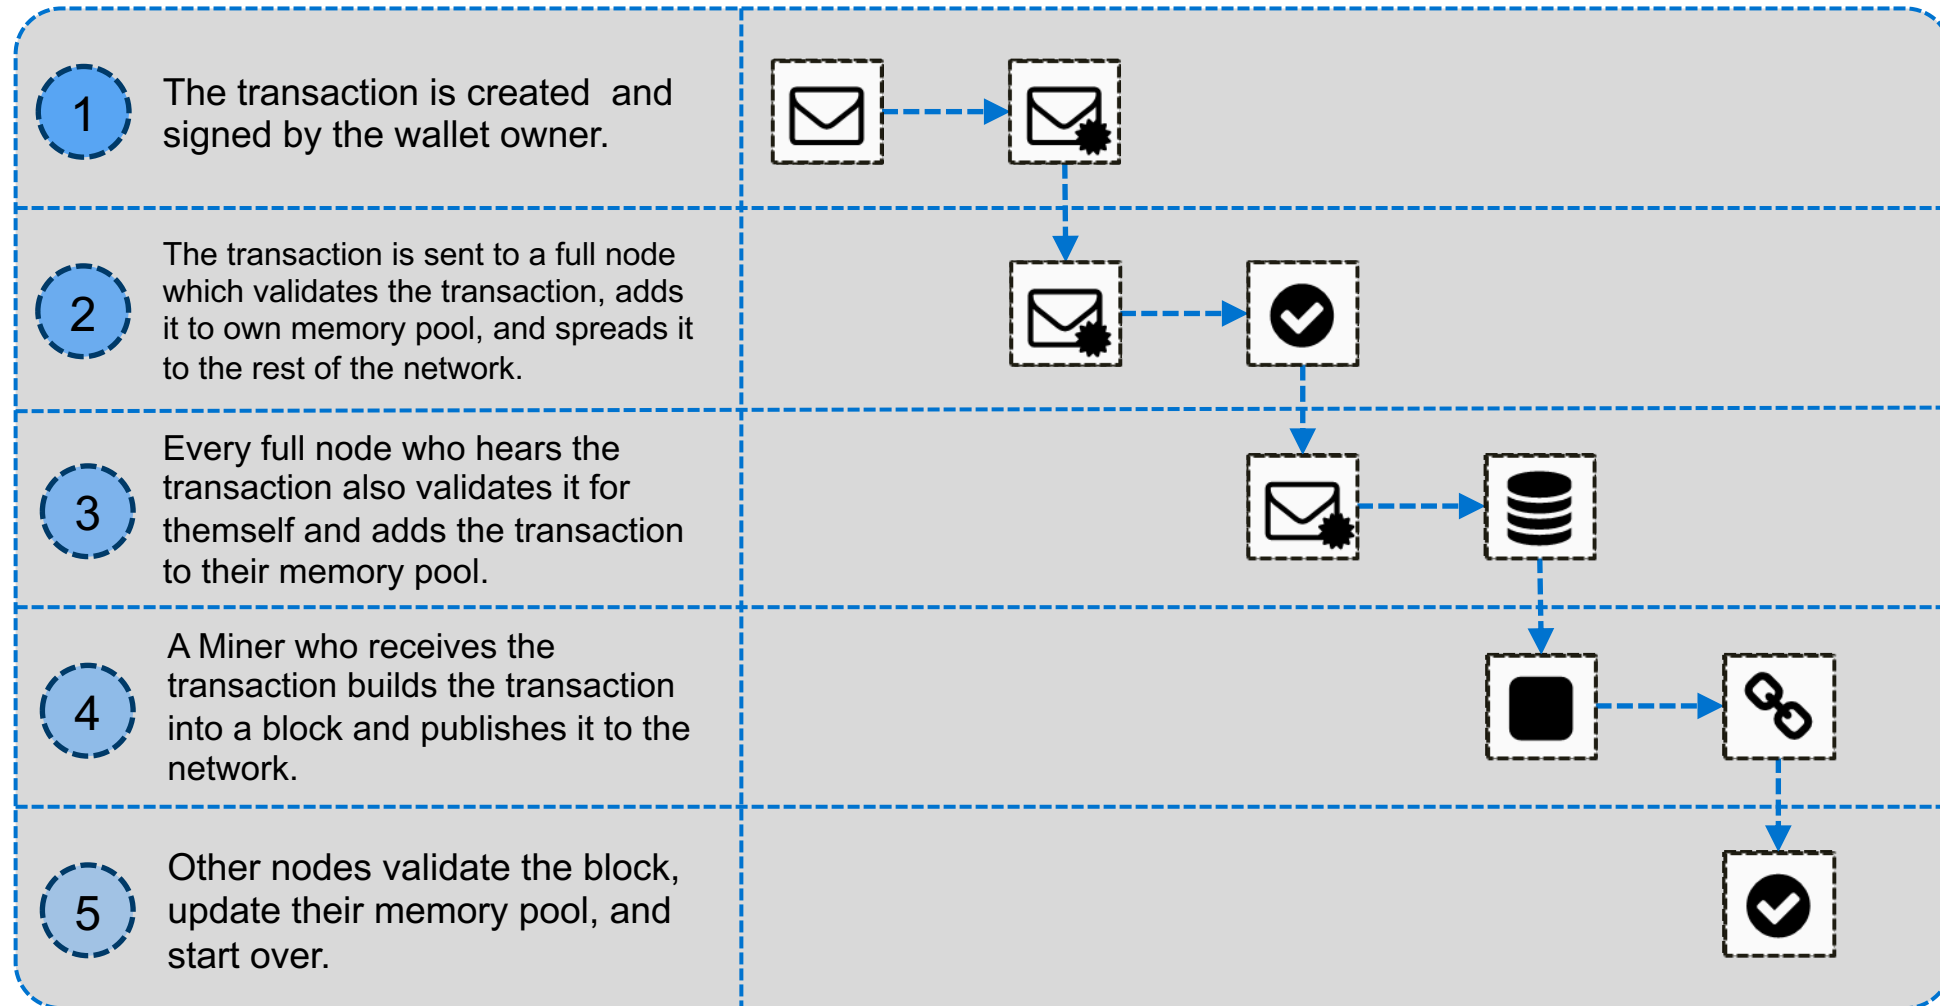 1
The transaction is created  and
signed by the wallet owner.
2
The transaction is sent to a full node
which validates the transaction, adds
it to own memory pool, and spreads it
to the rest of the network.
3
Every full node who hears the
transaction also validates it for
themself and adds the transaction
to their memory pool.
4
A Miner who receives the
transaction builds the transaction
into a block and publishes it to the
network.
5
Other nodes validate the block,
update their memory pool, and
start over.